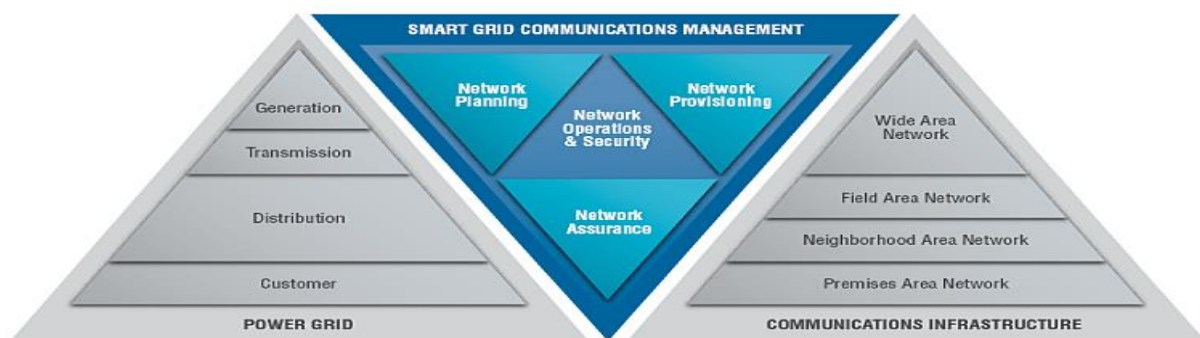 SMART GRID COMMUNICATIONS MANAGEMENT
Network
Planning
Network
Provisioning
Network
Operations
& Security
Network
Assurance
Generation
Transmission
Distribution
Customer
POWER GRID
Wide Area
Network
Field Area Network
Neighborhood Area Network
Premises Area Network
COMMUNICATIONS INFRASTRUCTURE